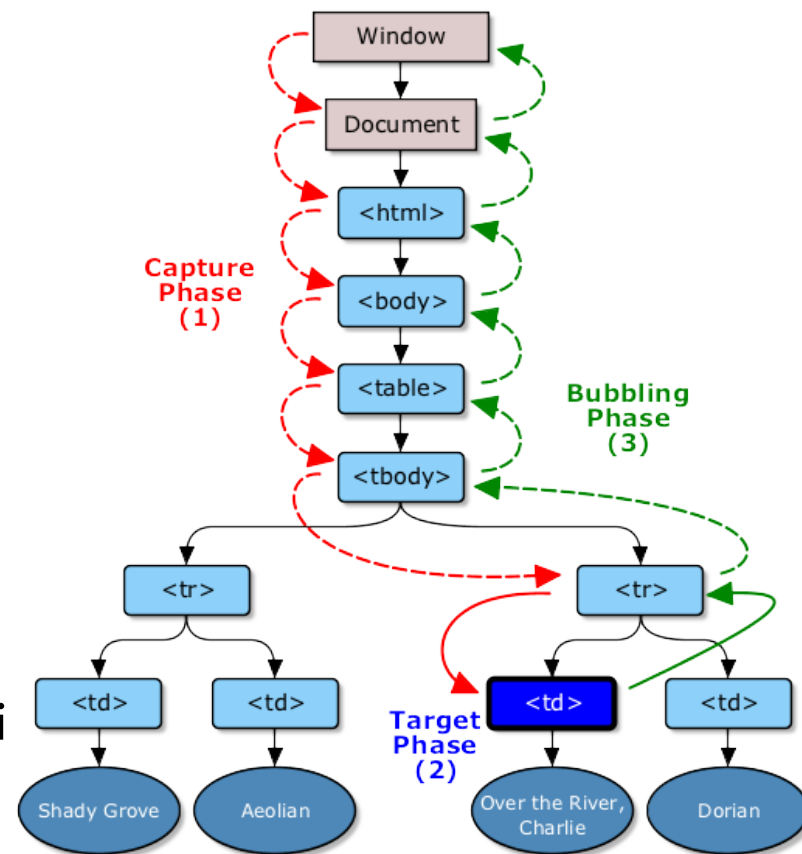 Window
Document
<html>
Capture
Phase
(1)
<body>
<table>
Bubbling
Phase
(3)
<tbody>
<tr>
<tr>
<td>
<td>
<td>
<td>
i
Target
Phase
(2)
Shady Grove
Aeolian
Over the River,
Charlie
Dorian